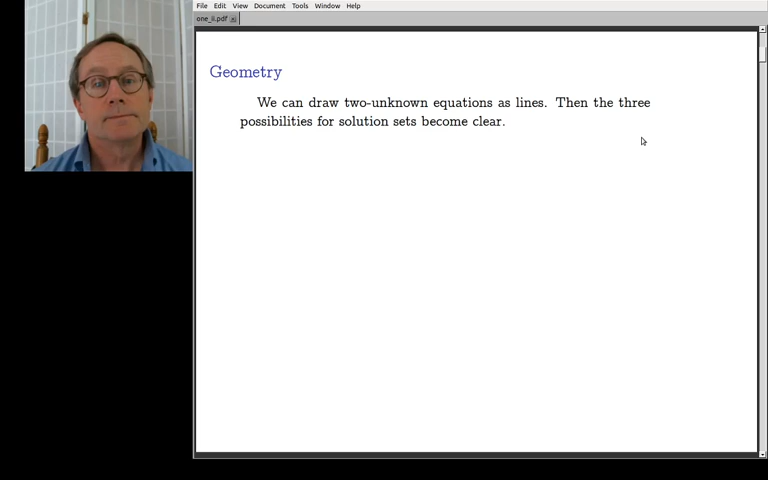 File Edit View Document Tools Window Help
one_ii.pdf
Geometry
We can draw two-unknown equations as lines. Then the three
possibilities for solution sets become clear.